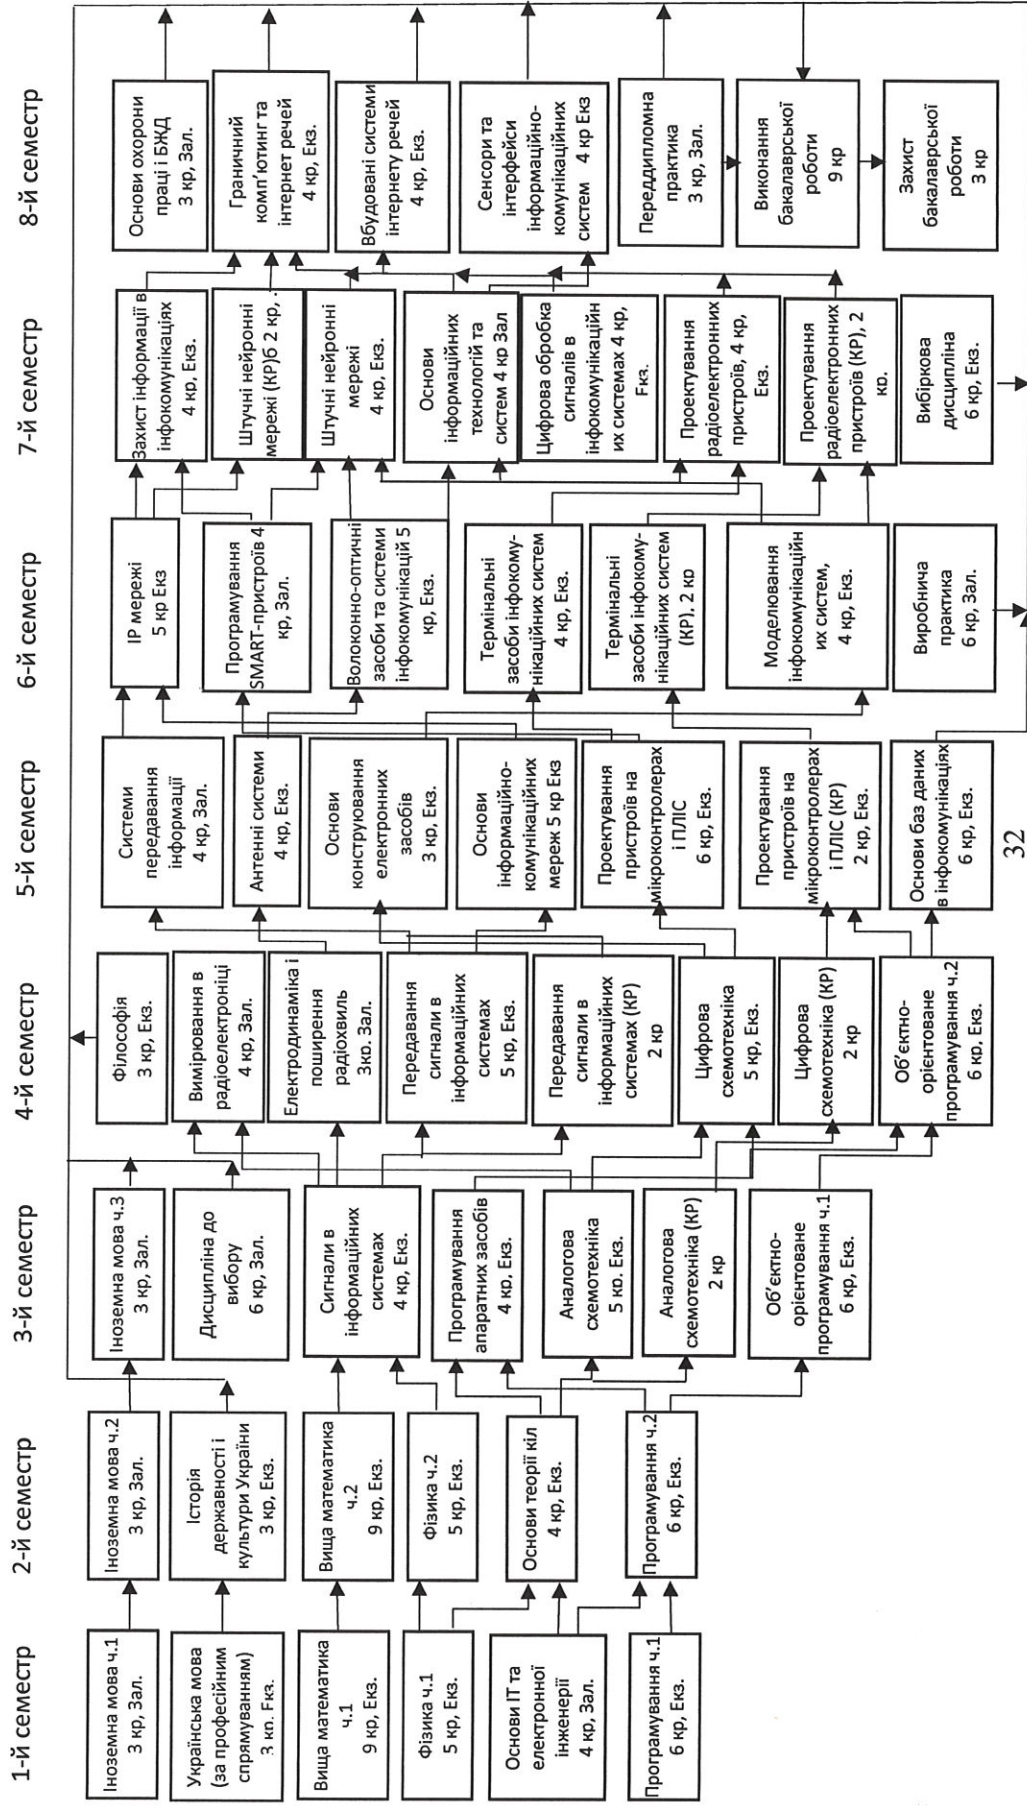 1-й семестр
Іноземна мова ч.1
3 кр, Зал.
Українська мова
(за професійним
спрямуванням)
3 кр. Екз.
Вища математика
ч.1
9 кр, Екз.
Фізика ч.1
5 кр, Екз.
Основи ІТ та
електронної
інженерії
4 кр, Зал.
Програмування ч.1
6 кр, Екз.
2-й семестр
Іноземна мова ч.2
3 кр, Зал.
Історія
державності і
культури України
3 кр, Екз.
Вища математика
ч.2
9 кр, Екз.
Фізика ч.2
5 кр, Екз.
Основи теорії кіл
4 кр, Екз.
Програмування ч.2
6 кр, Екз.
3-й семестр
Іноземна мова ч.3
3 кр, Зал.
Дисципліна до
вибору
6 кр, Зал.
Сигнали в
інформаційних
системах
4 кр, Екз.
Програмування
апаратних засобів
4 кр, Екз.
Аналогова
схемотехніка
5 кр. Екз.
Аналогова
схемотехніка (КР)
2 кр
Об'єктно-
орієнтоване
програмування ч.1
6 кр, Екз.
4-й семестр
Філософія
3 кр, Екз.
Вимірювання в
радіоелектроніці
4 кр, Зал.
Електродинаміка і
поширення
радіохвиль
3кр. Зал.
Передавання
сигнали в
інформаційних
системах
5 кр, Екз.
Передавання
сигнали в
інформаційних
системах (КР)
2 кр
Цифрова
схемотехніка
5 кр, Екз.
Цифрова
схемотехніка (КР)
2 кр
Об'єктно-
орієнтоване
програмування ч.2
6 кр, Екз.
5-й семестр
Системи
передавання
інформації
4 кр, Зал.
Антенні системи
4 кр, Екз.
Основи
конструювання
електронних
засобів
3 кр, Екз.
Основи
інформаційно-
комунікаційних
мереж 5 кр Екз
Проектування
пристроїв на
мікроконтролерах
і ПЛІС
6 кр, Екз.
Проектування
пристроїв на
мікроконтролерах
і ПЛІС (КР)
2 кр, Екз.
Основи баз даних
в інфокомунікаціях
6 кр, Екз.
6-й семестр
IP мережі
5 кр Екз
Програмування
SMART-пристроїв 4
кр, Зал.
Волоконно-оптичні
засоби та системи
інфокомунікацій 5
кр, Екз.
Термінальні
засоби інфокому-
нікаційних систем
4 кр, Екз.
Термінальні
засоби інфокому-
нікаційних систем
(КР). 2 кр
Моделювання
інфокомунікаційн
их систем,
4 кр, Екз.
Виробнича
практика
6 кр, Зал.
7-й семестр
Захист інформації в
інфокомунікаціях
4 кр, Екз.
Штучні нейронні
мережі (КР)б 2 кр, .
Штучні нейронні
мережі
4 кр, Екз.
Основи
інформаційних
технологій та
систем 4 кр Зал
Цифрова обробка
сигналів в
інфокомунікаційн
их системах 4 кр,
Екз.
Проектування
радіоелектронних
пристроїв, 4 кр,
Екз.
Проектування
радіоелектронних
пристроїв (КР), 2
кр.
Вибіркова
дисципліна
6 кр, Екз.
8-й семестр
Основи охорони
праці і БЖД
3 кр, Зал.
Граничний
комп'ютинг та
інтернет речей
4 кр, Екз.
Вбудовані системи
інтернету речей
4 кр, Екз.
Сенсори та
інтерфейси
інформаційно-
комунікаційних
систем 4 кр Екз
Переддипломна
практика
3 кр, Зал.
Виконання
бакалаврської
роботи
9 кр
Захист
бакалаврської
роботи
3 кр
32